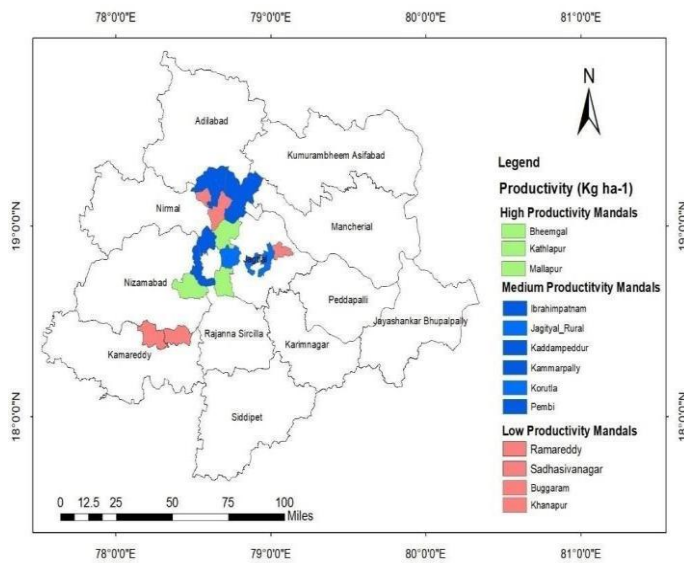 78°0'0"E 79°0'0"E 80°0'0"E 81°0'0"E
N
Adilabad
Kumurambheem Asifabad
Nirmal
Mancherial
19°0'0"N
19°0'0"N
Nizamabad
Peddapalli
Jayashankar Bhupalpally
Rajanna Sircilla
Karimnagar
Kamareddy
Siddipet
18°0'0"N
18°0'0"N
Legend
Productivity (Kg ha-1)
High Productivity Mandals
Bheemgal
Kathlapur
Mallapur
Medium Productitvity Mandals
Ibrahimpatnam
Jagityal_Rural
Kaddampeddur
Kammarpally
Korutla
Pembi
Low Productivity Mandals
Ramareddy
Sadhasivanagar
Buggaram
Khanapur
0 12.5 25 50 75 100
Miles
78°0'0"E 79°0'0"E 80°0'0"E 81°0'0"E